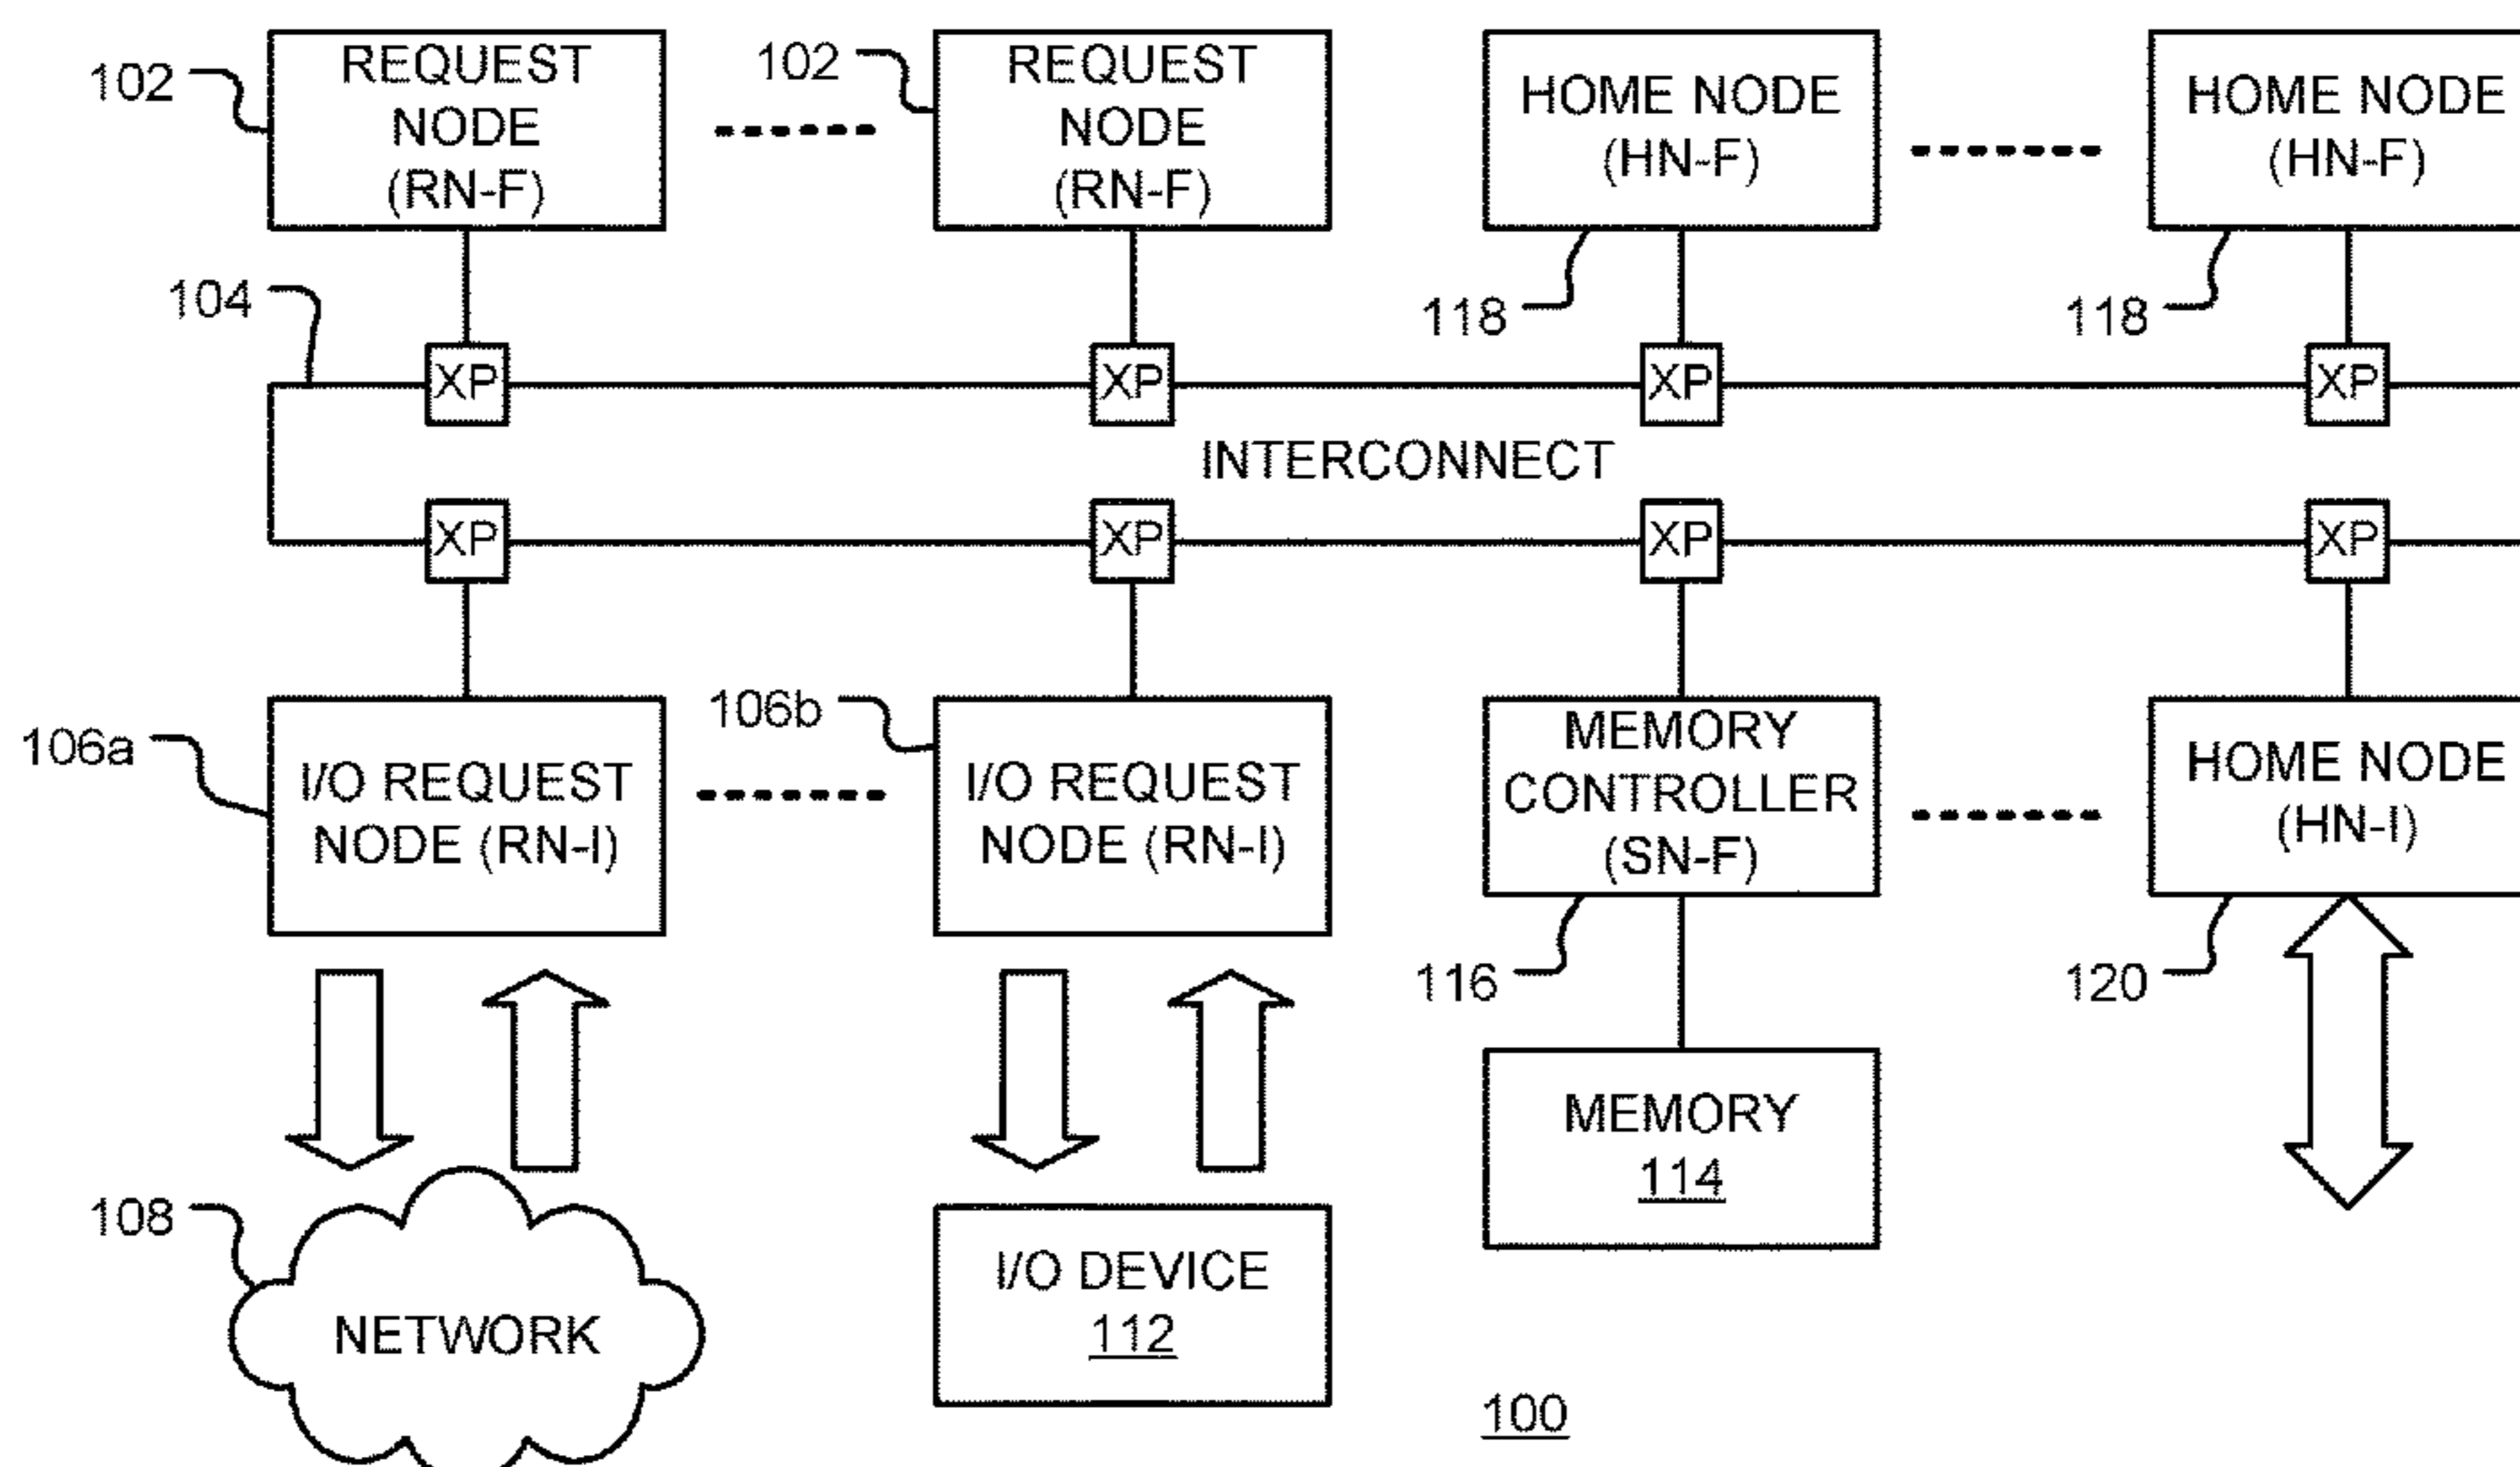 102
REQUEST
NODE
(RN-F)
102
REQUEST
NODE
(RN-F)
HOME NODE
(HN-F)
HOME NODE
(HN-F)
104
118
118
XP
XP
XP
XP
INTERCONNECT
XP
XP
XP
XP
106a
I/O REQUEST
NODE (RN-I)
106b
I/O REQUEST
NODE (RN-I)
MEMORY
CONTROLLER
(SN-F)
HOME NODE
(HN-I)
116
120
MEMORY
114
108
NETWORK
I/O DEVICE
112
100